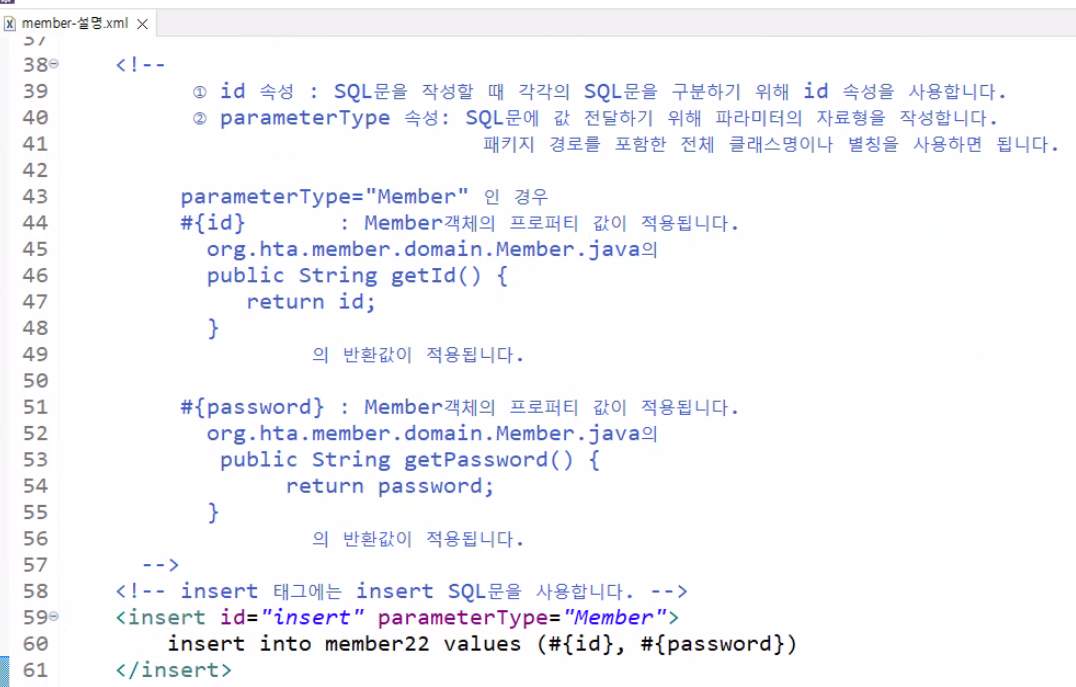 member-설명.xml
37
38 <!--
39 ① id 속성 : SQL문을 작성할 때 각각의 SQL문을 구분하기 위해 id 속성을 사용합니다.
40 ② parameterType 속성: SQL문에 값 전달하기 위해 파라미터의 자료형을 작성합니다.
41 패키지 경로를 포함한 전체 클래스명이나 별칭을 사용하면 됩니다.
42
43 parameterType="Member" 인 경우
44 #{id} : Member객체의 프로퍼티 값이 적용됩니다.
45 org.hta.member.domain.Member.java의
46 public String getId() {
47 return id;
48 }
49 의 반환값이 적용됩니다.
50
51 #{password} : Member객체의 프로퍼티 값이 적용됩니다.
52 org.hta.member.domain.Member.java의
53 public String getPassword() {
54 return password;
55 }
56 의 반환값이 적용됩니다.
57 -->
58 <!-- insert 태그에는 insert SQL문을 사용합니다. -->
59 <insert id="insert" parameterType="Member">
60 insert into member22 values (#{id}, #{password})
61 </insert>